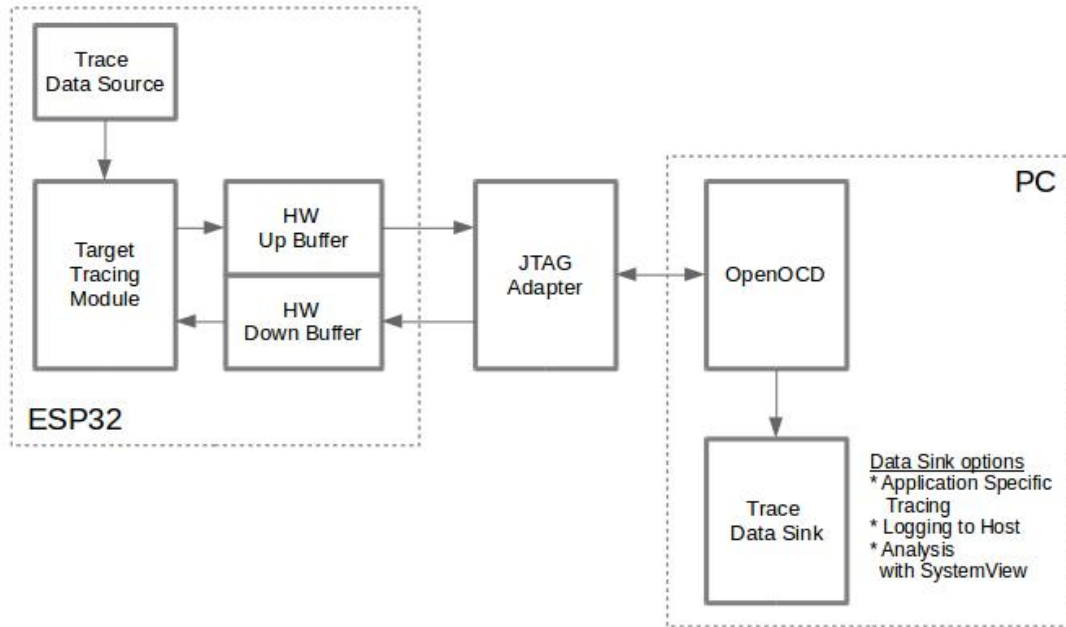 Trace
Data Source
Target
Tracing
Module
HW
Up Buffer
HW
Down Buffer
ESP32
JTAG
Adapter
PC
OpenOCD
Trace
Data Sink
Data Sink options
* Application Specific
Tracing
* Logging to Host
* Analysis
with SystemView